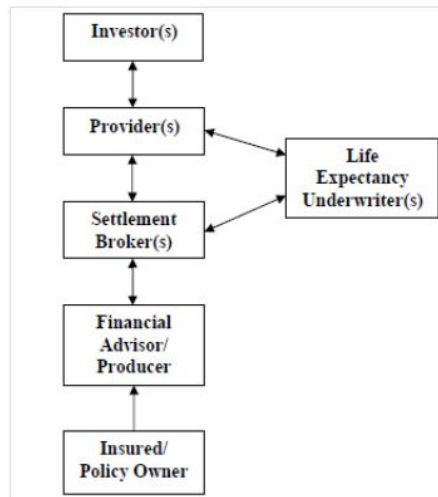 Investor(s)
Provider(s)
Life
Expectancy
Underwriter(s)
Settlement
Broker(s)
Financial
Advisor/
Producer
Insured/
Policy Owner